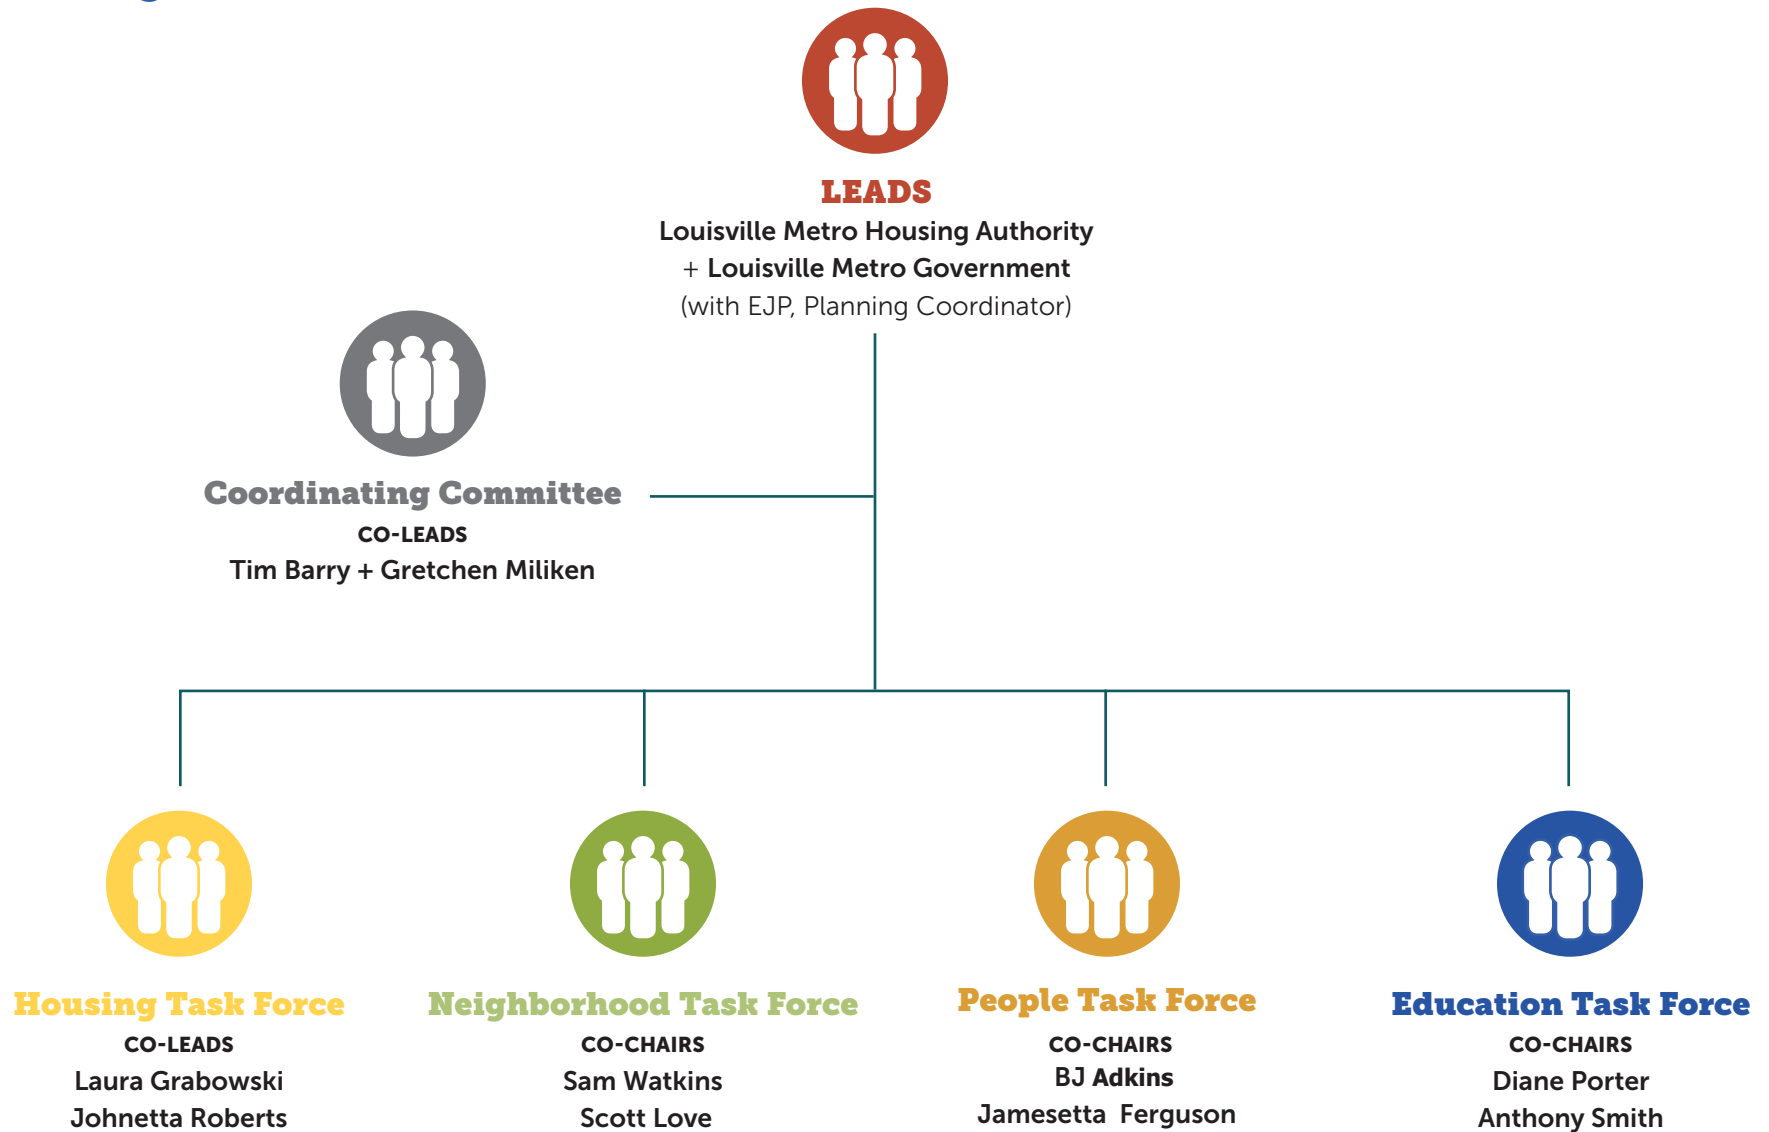 LEADS
Louisville Metro Housing Authority
+ Louisville Metro Government
(with EJP, Planning Coordinator)
Coordinating Committee
CO-LEADS
Tim Barry + Gretchen Miliken
Housing Task Force
CO-LEADS
Laura Grabowski
Johnetta Roberts
Neighborhood Task Force
CO-CHAIRS
Sam Watkins
Scott Love
People Task Force
CO-CHAIRS
BJ Adkins
Jamesetta Ferguson
Education Task Force
CO-CHAIRS
Diane Porter
Anthony Smith